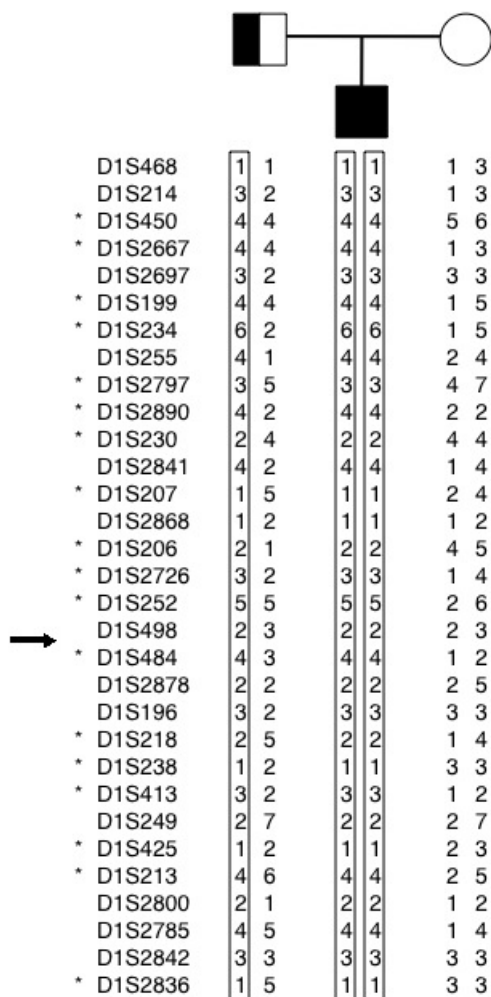 D1S468 1 1 1 1 1 3
D1S214 3 2 3 3 1 3
* D1S450 4 4 4 4 5 6
* D1S2667 4 4 4 4 1 3
D1S2697 3 2 3 3 3 3
* D1S199 4 4 4 4 1 5
* D1S234 6 2 6 6 1 5
D1S255 4 1 4 4 2 4
* D1S2797 3 5 3 3 4 7
* D1S2890 4 2 4 4 2 2
* D1S230 2 4 2 2 4 4
D1S2841 4 2 4 4 1 4
* D1S207 1 5 1 1 2 4
D1S2868 1 2 1 1 1 2
* D1S206 2 1 2 2 4 5
* D1S2726 3 2 3 3 1 4
* D1S252 5 5 5 5 2 6
D1S498 2 3 2 2 2 3
* D1S484 4 3 4 4 1 2
D1S2878 2 2 2 2 2 5
D1S196 3 2 3 3 3 3
* D1S218 2 5 2 2 1 4
* D1S238 1 2 1 1 3 3
* D1S413 3 2 3 3 1 2
D1S249 2 7 2 2 2 7
* D1S425 1 2 1 1 2 3
* D1S213 4 6 4 4 2 5
D1S2800 2 1 2 2 1 2
D1S2785 4 5 4 4 1 4
D1S2842 3 3 3 3 3 3
* D1S2836 1 5 1 1 3 3